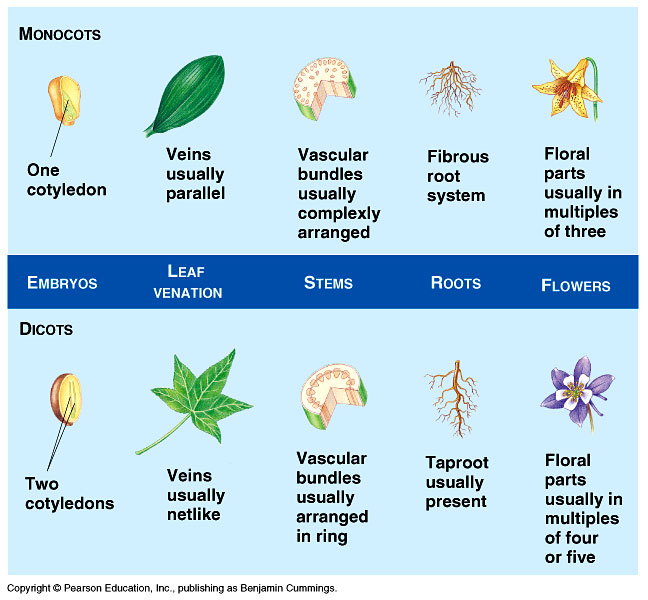 MONOCOTS
One
cotyledon
Veins
usually
parallel
Vascular
bundles
usually
complexly
arranged
Fibrous
root
system
Floral
parts
usually in
multiples
of three
EMBRYOS
LEAF
VENATION
STEMS
ROOTS
FLOWERS
DICOTS
Two
cotyledons
Veins
usually
netlike
Vascular
bundles
usually
arranged
in ring
Taproot
usually
present
Floral
parts
usually in
multiples
of four
or five
Copyright © Pearson Education, Inc., publishing as Benjamin Cummings.